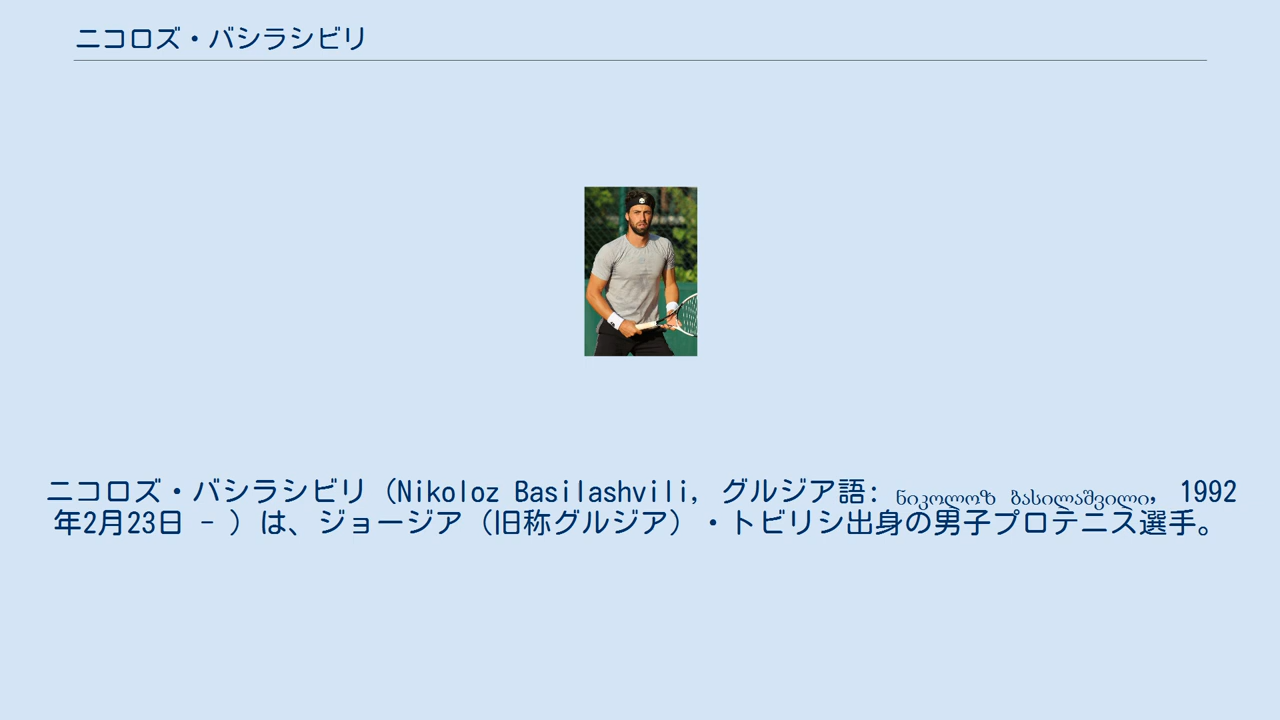 ニコロズ・バシラシビリ
ニコロズ・バシラシビリ（Nikoloz Basilashvili, グルジア語: ნიკოლოზ ბასილაშვილი, 1992
年2月23日 - ）は、ジョージア（旧称グルジア）・トビリシ出身の男子プロテニス選手。